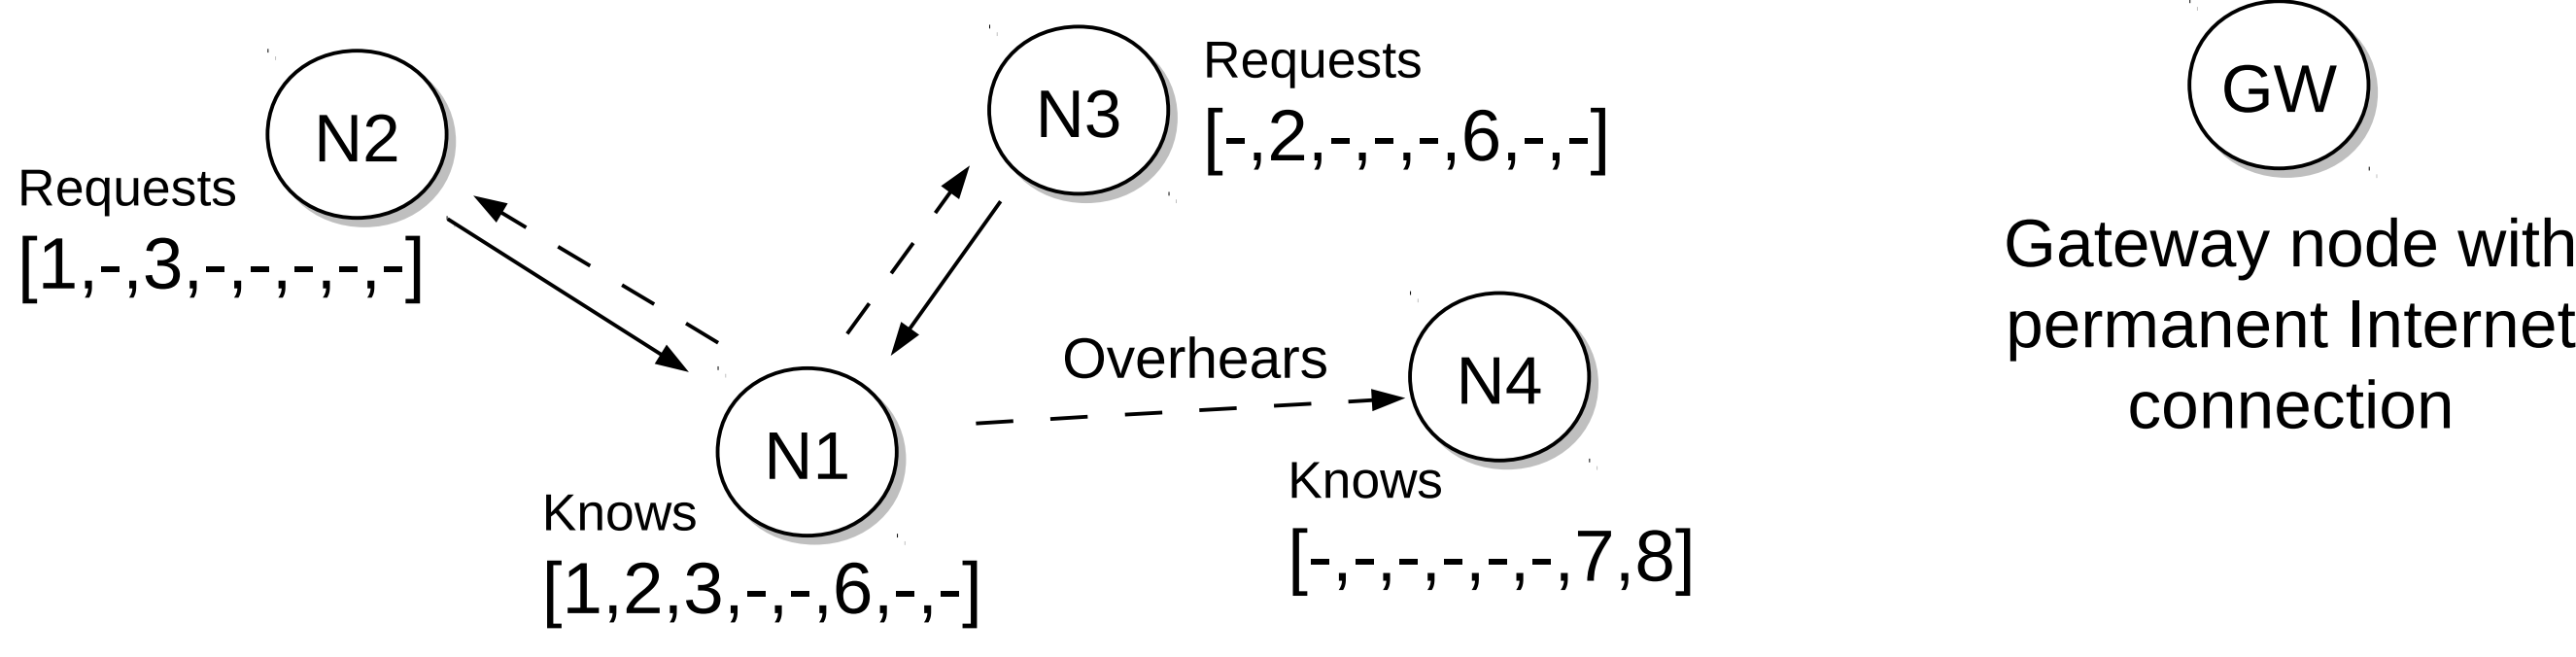 N2
Requests
[1,-,3,-,-,-,-,-]
N3
Requests
[-,2,-,-,-,6,-,-]
N1
Knows
[1,2,3,-,-,6,-,-]
Overhears
N4
Knows
[-,-,-,-,-,-,7,8]
GW
Gateway node with
permanent Internet
connection